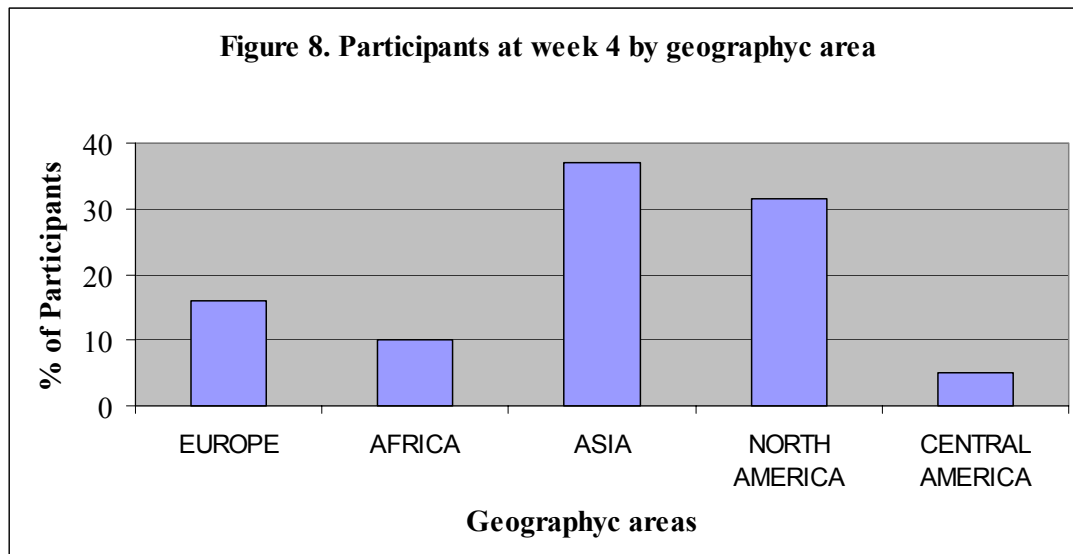 Figure 8. Participants at week 4 by geographyc area
% of Participants
40
30
20
10
0
EUROPE
AFRICA
ASIA
NORTH
AMERICA
CENTRAL
AMERICA
Geographyc areas